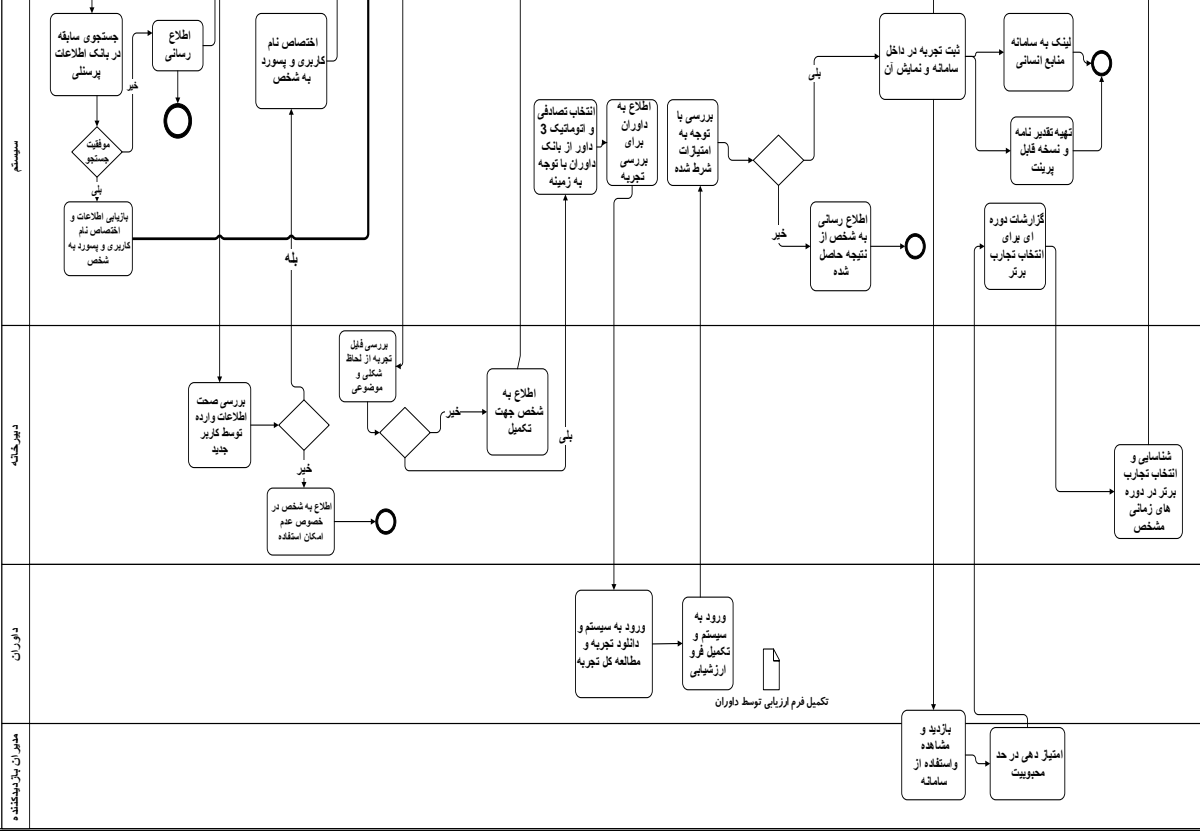 سیستم
جستجوی سابقه
در بانک اطلاعات
پرسنلی
خیر
اطلاع
رسانی
موفقیت
جستجو
بلی
بازیابی اطلاعات و
اختصاص نام
کاربری و پسورد به
شخص
اختصاص نام
کاربری و پسورد
به شخص
بله
انتخاب تصادفی
و اتوماتیک 3
داور از بانک
داوران با توجه
به زمینه
اطلاع به
داوران
برای
بررسی
تجربه
بررسی با
توجه به
امتیازات
شرط شده
بلی
خیر
اطلاع رسانی
به شخص از
نتیجه حاصل
شده
ثبت تجربه در داخل
سامانه و نمایش آن
لینک به سامانه
منابع انسانی
تهیه تقدیر نامه
و نسخه قابل
پرینت
گزارشات دوره
ای برای
انتخاب تجارب
برتر
دبیرخانه
بررسی صحت
اطلاعات وارده
توسط کاربر
جدید
خیر
اطلاع به شخص در
خصوص عدم
امکان استفاده
بررسی فایل
تجربه از لحاظ
شکلی و
موضوعی
خیر
اطلاع به
شخص جهت
تکمیل
بلی
شناسایی و
انتخاب تجارب
برتر در دوره
های زمانی
مشخص
داوران
ورود به سیستم و
دانلود تجربه و
مطالعه کل تجربه
ورود به
سیستم و
تکمیل فرو
ارزشیابی
تکمیل فرم ارزیابی توسط داوران
مدیران بازدیدکننده
بازدید و
مشاهده
واستفاده از
سامانه
امتیاز دهی در حد
محبوبیت